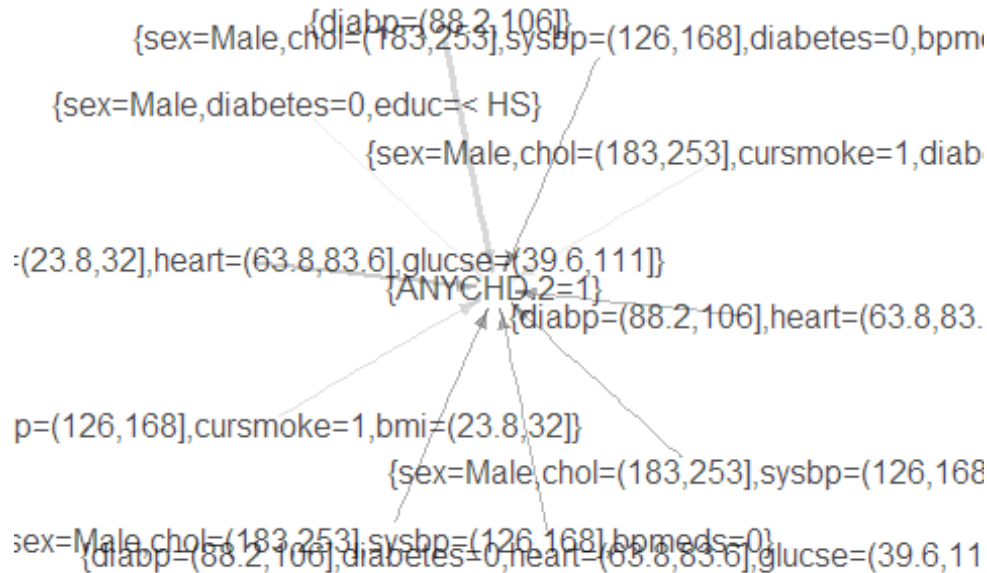 {diabp=(88.2,106]}
{sex=Male,chol=(183,253],sysbp=(126,168],diabetes=0,bpme
{sex=Male,diabetes=0,educ=< HS}
{sex=Male,chol=(183,253],cursmoke=1,diab
=(23.8,32],heart=(63.8,83.6],glucse=(39.6,111]}
{ANYCHD.2=1}
{diabp=(88.2,106],heart=(63.8,83.
p=(126,168],cursmoke=1,bmi=(23.8,32]}
{sex=Male,chol=(183,253],sysbp=(126,168
sex=Male,chol=(183,253],sysbp=(126,168],bpmeds=0}
{diabp=(88.2,106],diabetes=0,heart=(63.8,83.6],glucse=(39.6,11